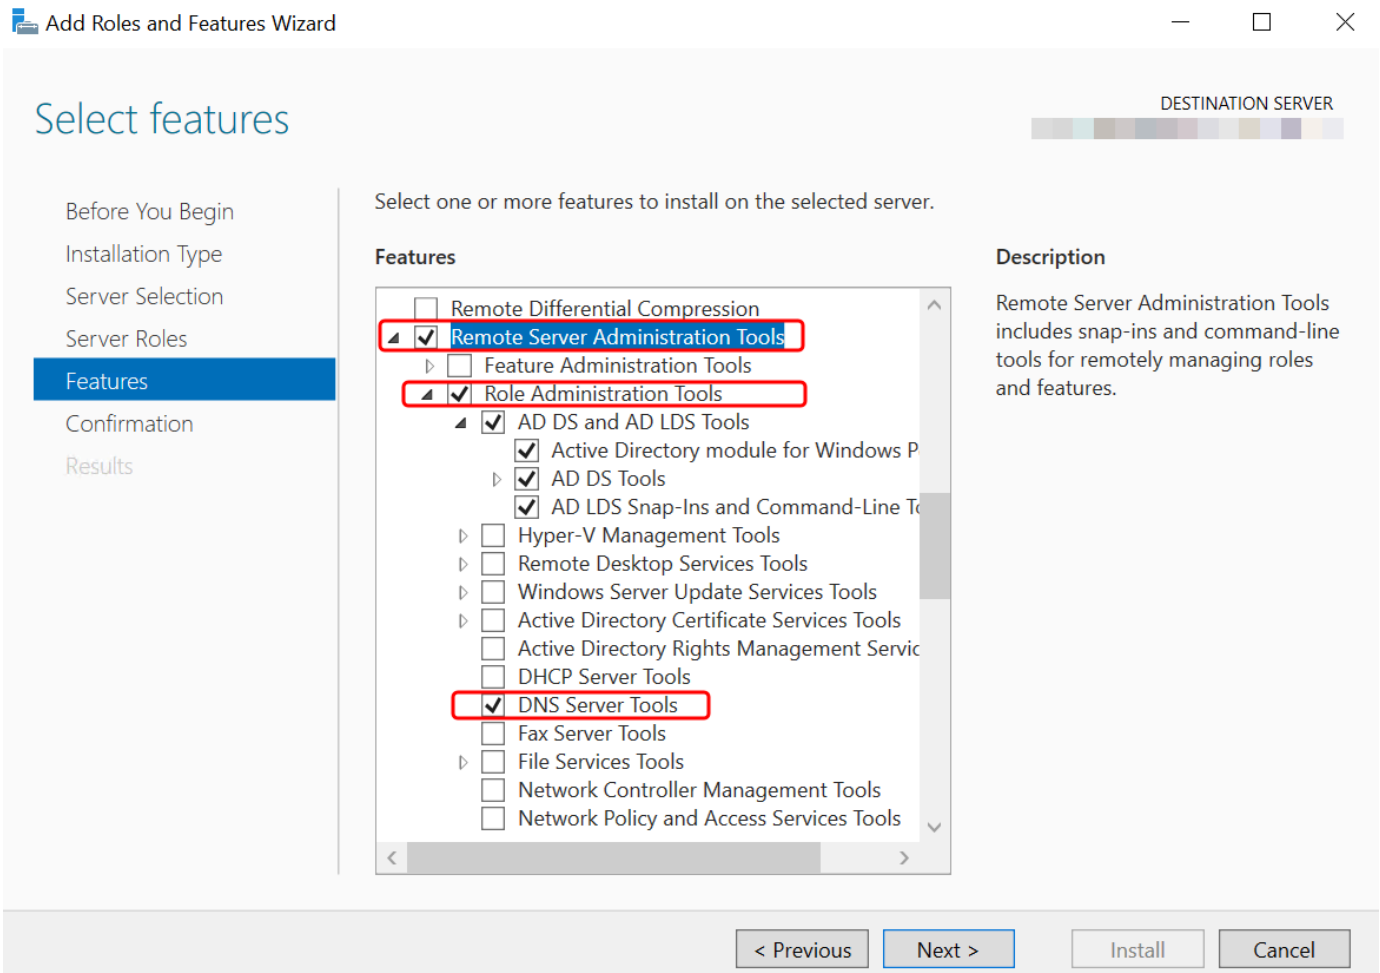 Add Roles and Features Wizard
Select features
DESTINATION SERVER
Before You Begin
Installation Type
Server Selection
Server Roles
Features
Confirmation
Results
Select one or more features to install on the selected server.
Features
Remote Differential Compression
Remote Server Administration Tools
Feature Administration Tools
Role Administration Tools
AD DS and AD LDS Tools
Active Directory module for Windows P
AD DS Tools
AD LDS Snap-Ins and Command-Line To
Hyper-V Management Tools
Remote Desktop Services Tools
Windows Server Update Services Tools
Active Directory Certificate Services Tools
Active Directory Rights Management Servic
DHCP Server Tools
DNS Server Tools
Fax Server Tools
File Services Tools
Network Controller Management Tools
Network Policy and Access Services Tools
Description
Remote Server Administration Tools
includes snap-ins and command-line
tools for remotely managing roles
and features.
< Previous
Next >
Install
Cancel